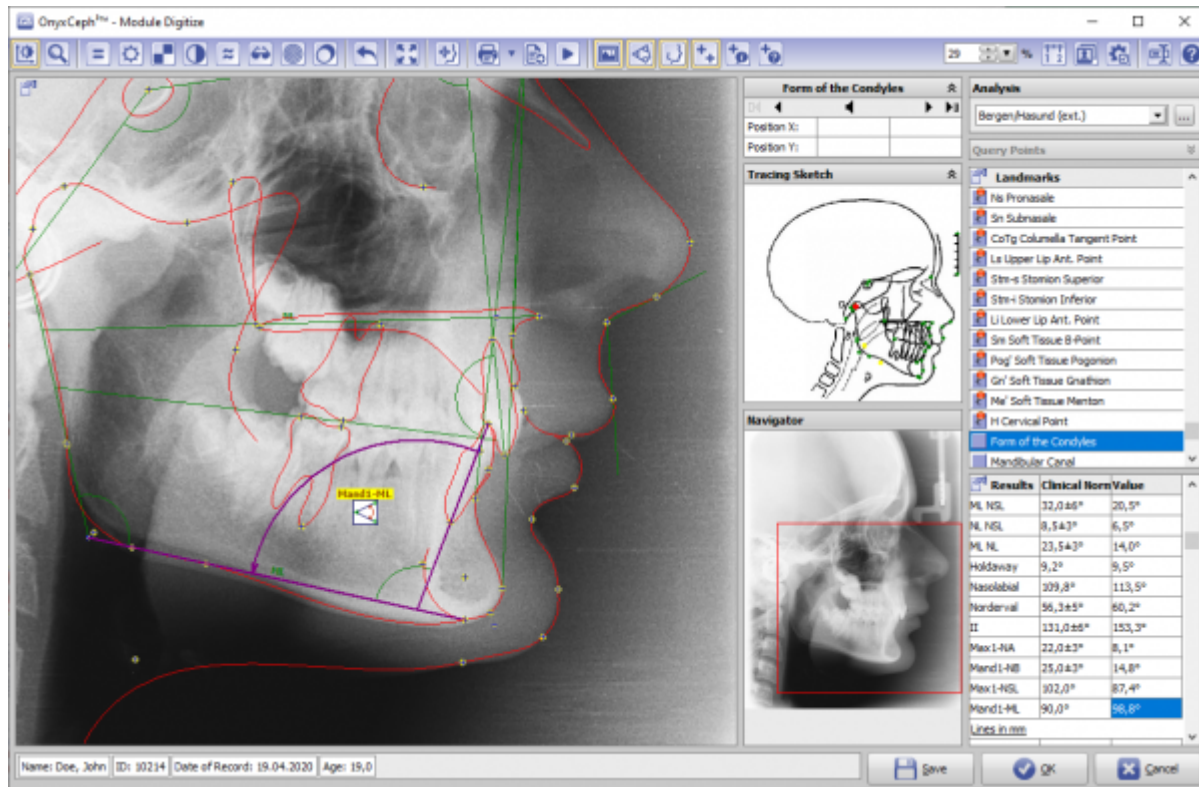 OnyxCeph³™ - Module Digitize
29 %
Form of the Condyles
Position X:
Position Y:
Tracing Sketch
Navigator
Mand1-ML
NL
ML
Analysis
Bergen/Hasund (ext.)
...
Query Points
Landmarks
Ns Pronasale
Sn Subnasale
CoTg Columella Tangent Point
Ls Upper Lip Ant. Point
Stm-s Stomion Superior
Stm-i Stomion Inferior
Li Lower Lip Ant. Point
Sm Soft Tissue B-Point
Pog' Soft Tissue Pogonion
Gn' Soft Tissue Gnathion
Me' Soft Tissue Menton
H Cervical Point
Form of the Condyles
Mandibular Canal
Results Clinical Norm Value
ML NSL 32,0±6° 20,5°
NL NSL 8,5±3° 6,5°
ML NL 23,5±3° 14,0°
Holdaway 9,2° 9,5°
Nasolabial 109,8° 113,5°
Norderval 56,3±5° 60,2°
II 131,0±6° 153,3°
Max1-NA 22,0±3° 8,1°
Mand1-NB 25,0±3° 14,8°
Max1-NSL 102,0° 87,4°
Mand1-ML 90,0° 98,8°
Lines in mm
Name: Doe, John ID: 10214 Date of Record: 19.04.2020 Age: 19,0
Save OK Cancel